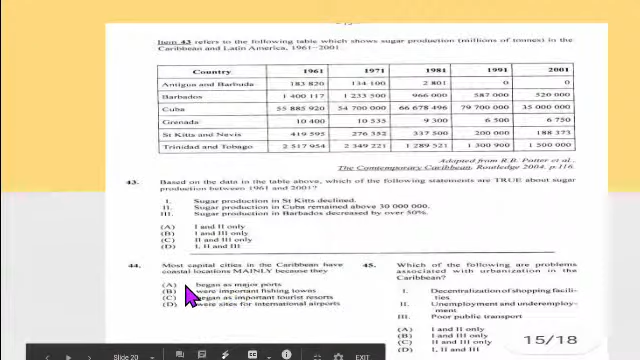 Item 43 refers to the following table which shows sugar production (millions of tonnes) in the
Caribbean and Latin America, 1961–2001
Country 1961 1971 1981 1991 2001
Antigua and Barbuda 183 820 134 100 2 801 0 0
Barbados 1 400 117 1 233 500 966 000 587 000 520 000
Cuba 55 885 920 54 700 000 66 678 496 79 700 000 35 000 000
Grenada 10 400 10 535 9 300 6 500 6 750
St Kitts and Nevis 419 595 276 352 337 500 200 000 188 373
Trinidad and Tobago 2 517 954 2 349 221 1 289 521 1 300 900 1 500 000
Adapted from R.B. Potter et al.,
The Comtemporary Caribbean, Routledge 2004. p.116.
43. Based on the data in the table above, which of the following statements are TRUE about sugar
production between 1961 and 2001?
I. Sugar production in St Kitts declined.
II. Sugar production in Cuba remained above 30 000 000.
III. Sugar production in Barbados decreased by over 50%.
(A) I and II only
(B) I and III only
(C) II and III only
(D) I, II and III
44. Most capital cities in the Caribbean have
coastal locations MAINLY because they
(A) began as major ports
(B) were important fishing towns
(C) began as important tourist resorts
(D) were sites for international airports
45. Which of the following are problems
associated with urbanization in the
Caribbean?
I. Decentralization of shopping facili-
ties
II. Unemployment and underemploy-
ment
III. Poor public transport
(A) I and II only
(B) I and III only
(C) II and III only
(D) I, II and III
15/18
Slide 20
EXIT